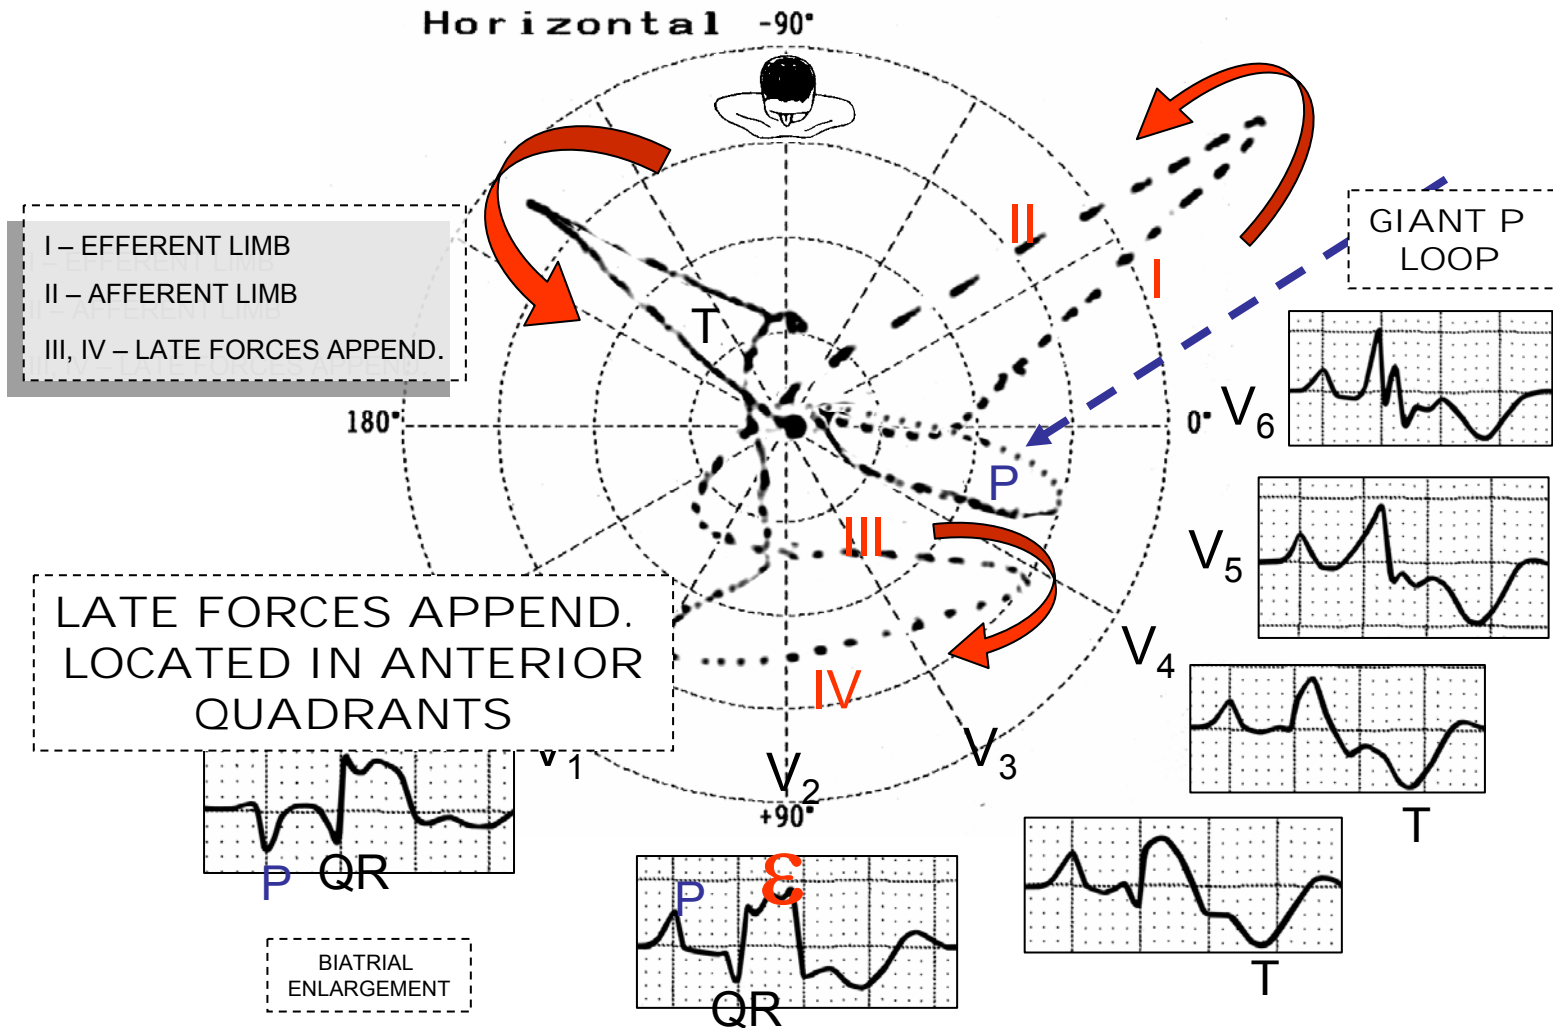 Horizontal
-90°
I – EFFERENT LIMB
II – AFFERENT LIMB
III, IV – LATE FORCES APPEND.
II
I
GIANT P
LOOP
T
180°
0°
V6
P
III
V5
LATE FORCES APPEND.
LOCATED IN ANTERIOR
QUADRANTS
V4
IV
V1
V2
V3
+90°
T
P
QR
ε
P
T
BIATRIAL
ENLARGEMENT
QR